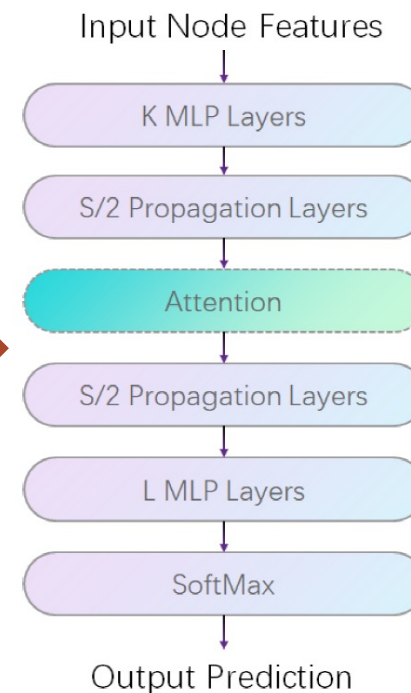 Input Node Features
K MLP Layers
S/2 Propagation Layers
Attention
S/2 Propagation Layers
L MLP Layers
SoftMax
Output Prediction